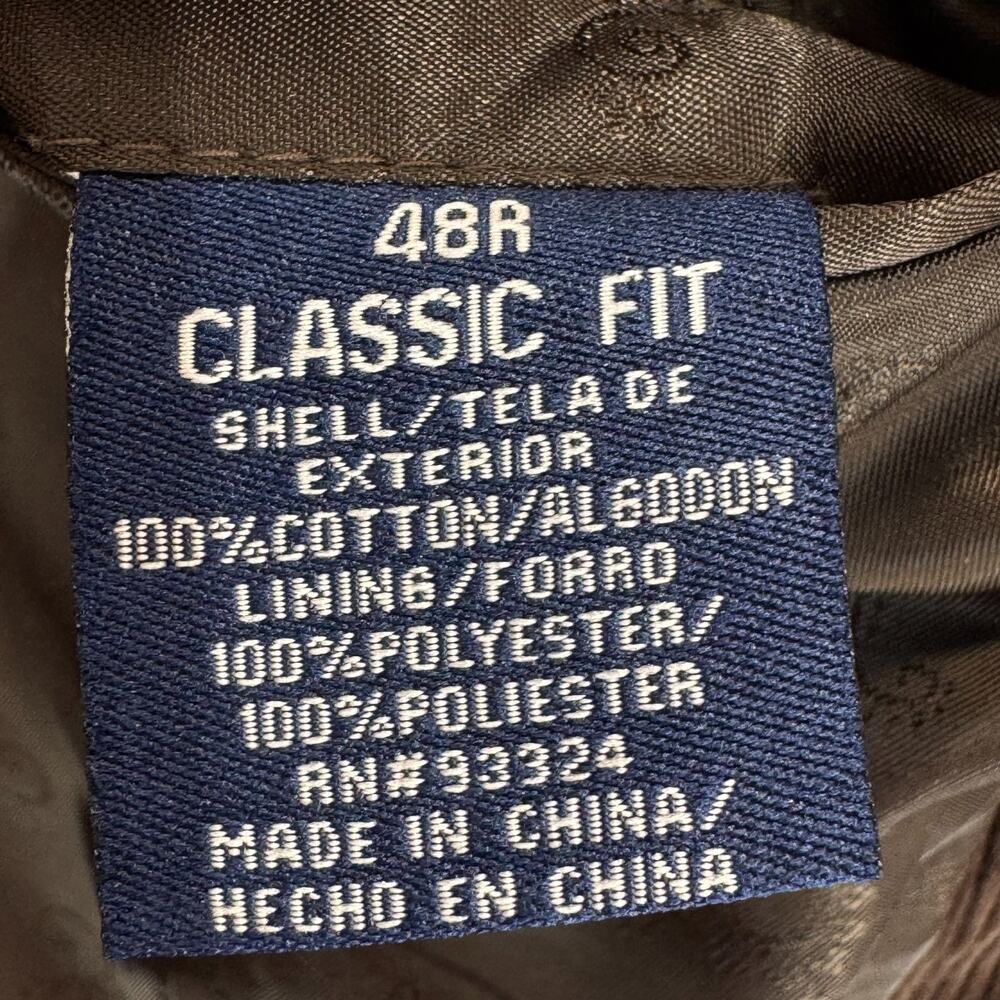 48R
CLASSIC FIT
SHELL/TELA DE
EXTERIOR
100%COTTON/ALGODON
LINING/FORRO
100%POLYESTER/
100%POLIESTER
RN#93324
MADE IN CHINA/
HECHO EN CHINA